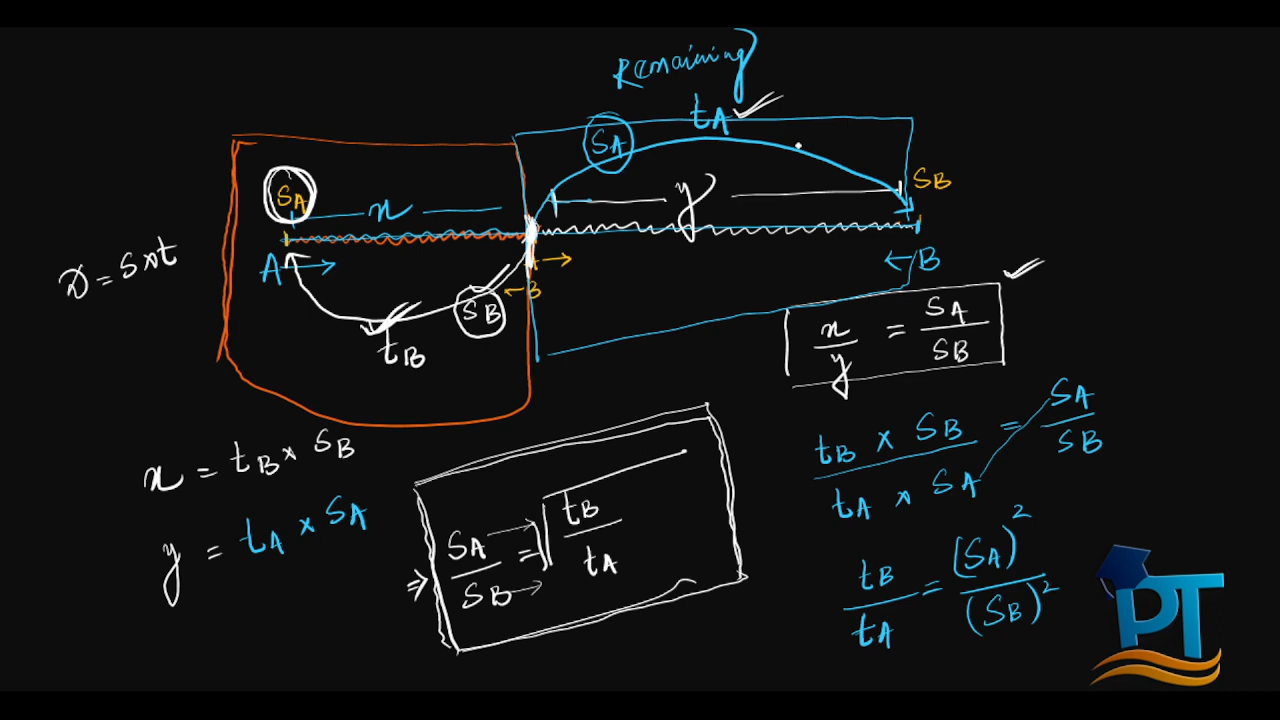 Remaining
tA
SA
SA
x
y
SB
D = S × t
A
B
B
SB
tB
x/y = SA/SB
x = tB × SB
y = tA × SA
tB × SB / tA × SA = SA/SB
⇒ SA/SB = √(tB/tA)
tB/tA = (SA)²/(SB)²
PT